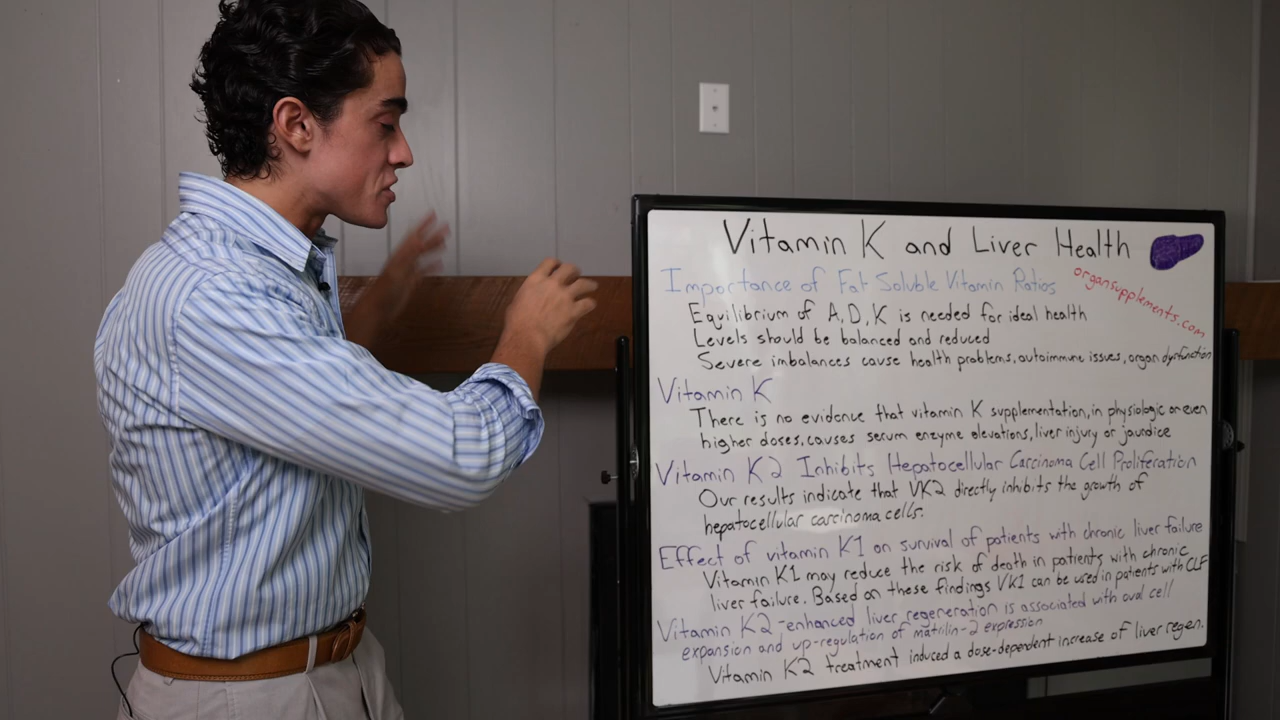 Vitamin K and Liver Health
organsupplements.com
Importance of Fat Soluble Vitamin Ratios
Equilibrium of A, D, K is needed for ideal health
Levels should be balanced and reduced
Severe imbalances cause health problems, autoimmune issues, organ dysfunction
Vitamin K
There is no evidence that vitamin K supplementation, in physiologic or even
higher doses, causes serum enzyme elevations, liver injury or jaundice
Vitamin K2 Inhibits Hepatocellular Carcinoma Cell Proliferation
Our results indicate that VK2 directly inhibits the growth of
hepatocellular carcinoma cells.
Effect of vitamin K1 on survival of patients with chronic liver failure
Vitamin K1 may reduce the risk of death in patients with chronic
liver failure. Based on these findings VK1 can be used in patients with CLF
Vitamin K2-enhanced liver regeneration is associated with oval cell
expansion and up-regulation of matrilin-2 expression
Vitamin K2 treatment induced a dose-dependent increase of liver regen.